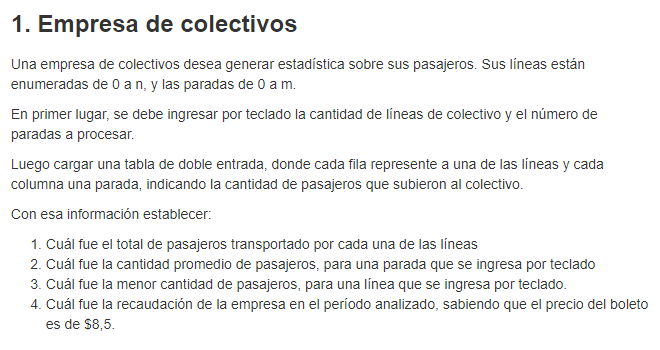 1. Empresa de colectivos
Una empresa de colectivos desea generar estadística sobre sus pasajeros. Sus líneas están
enumeradas de 0 a n, y las paradas de 0 a m.
En primer lugar, se debe ingresar por teclado la cantidad de líneas de colectivo y el número de
paradas a procesar.
Luego cargar una tabla de doble entrada, donde cada fila represente a una de las líneas y cada
columna una parada, indicando la cantidad de pasajeros que subieron al colectivo.
Con esa información establecer:
1. Cuál fue el total de pasajeros transportado por cada una de las líneas
2. Cuál fue la cantidad promedio de pasajeros, para una parada que se ingresa por teclado
3. Cuál fue la menor cantidad de pasajeros, para una línea que se ingresa por teclado.
4. Cuál fue la recaudación de la empresa en el período analizado, sabiendo que el precio del boleto
es de $8,5.